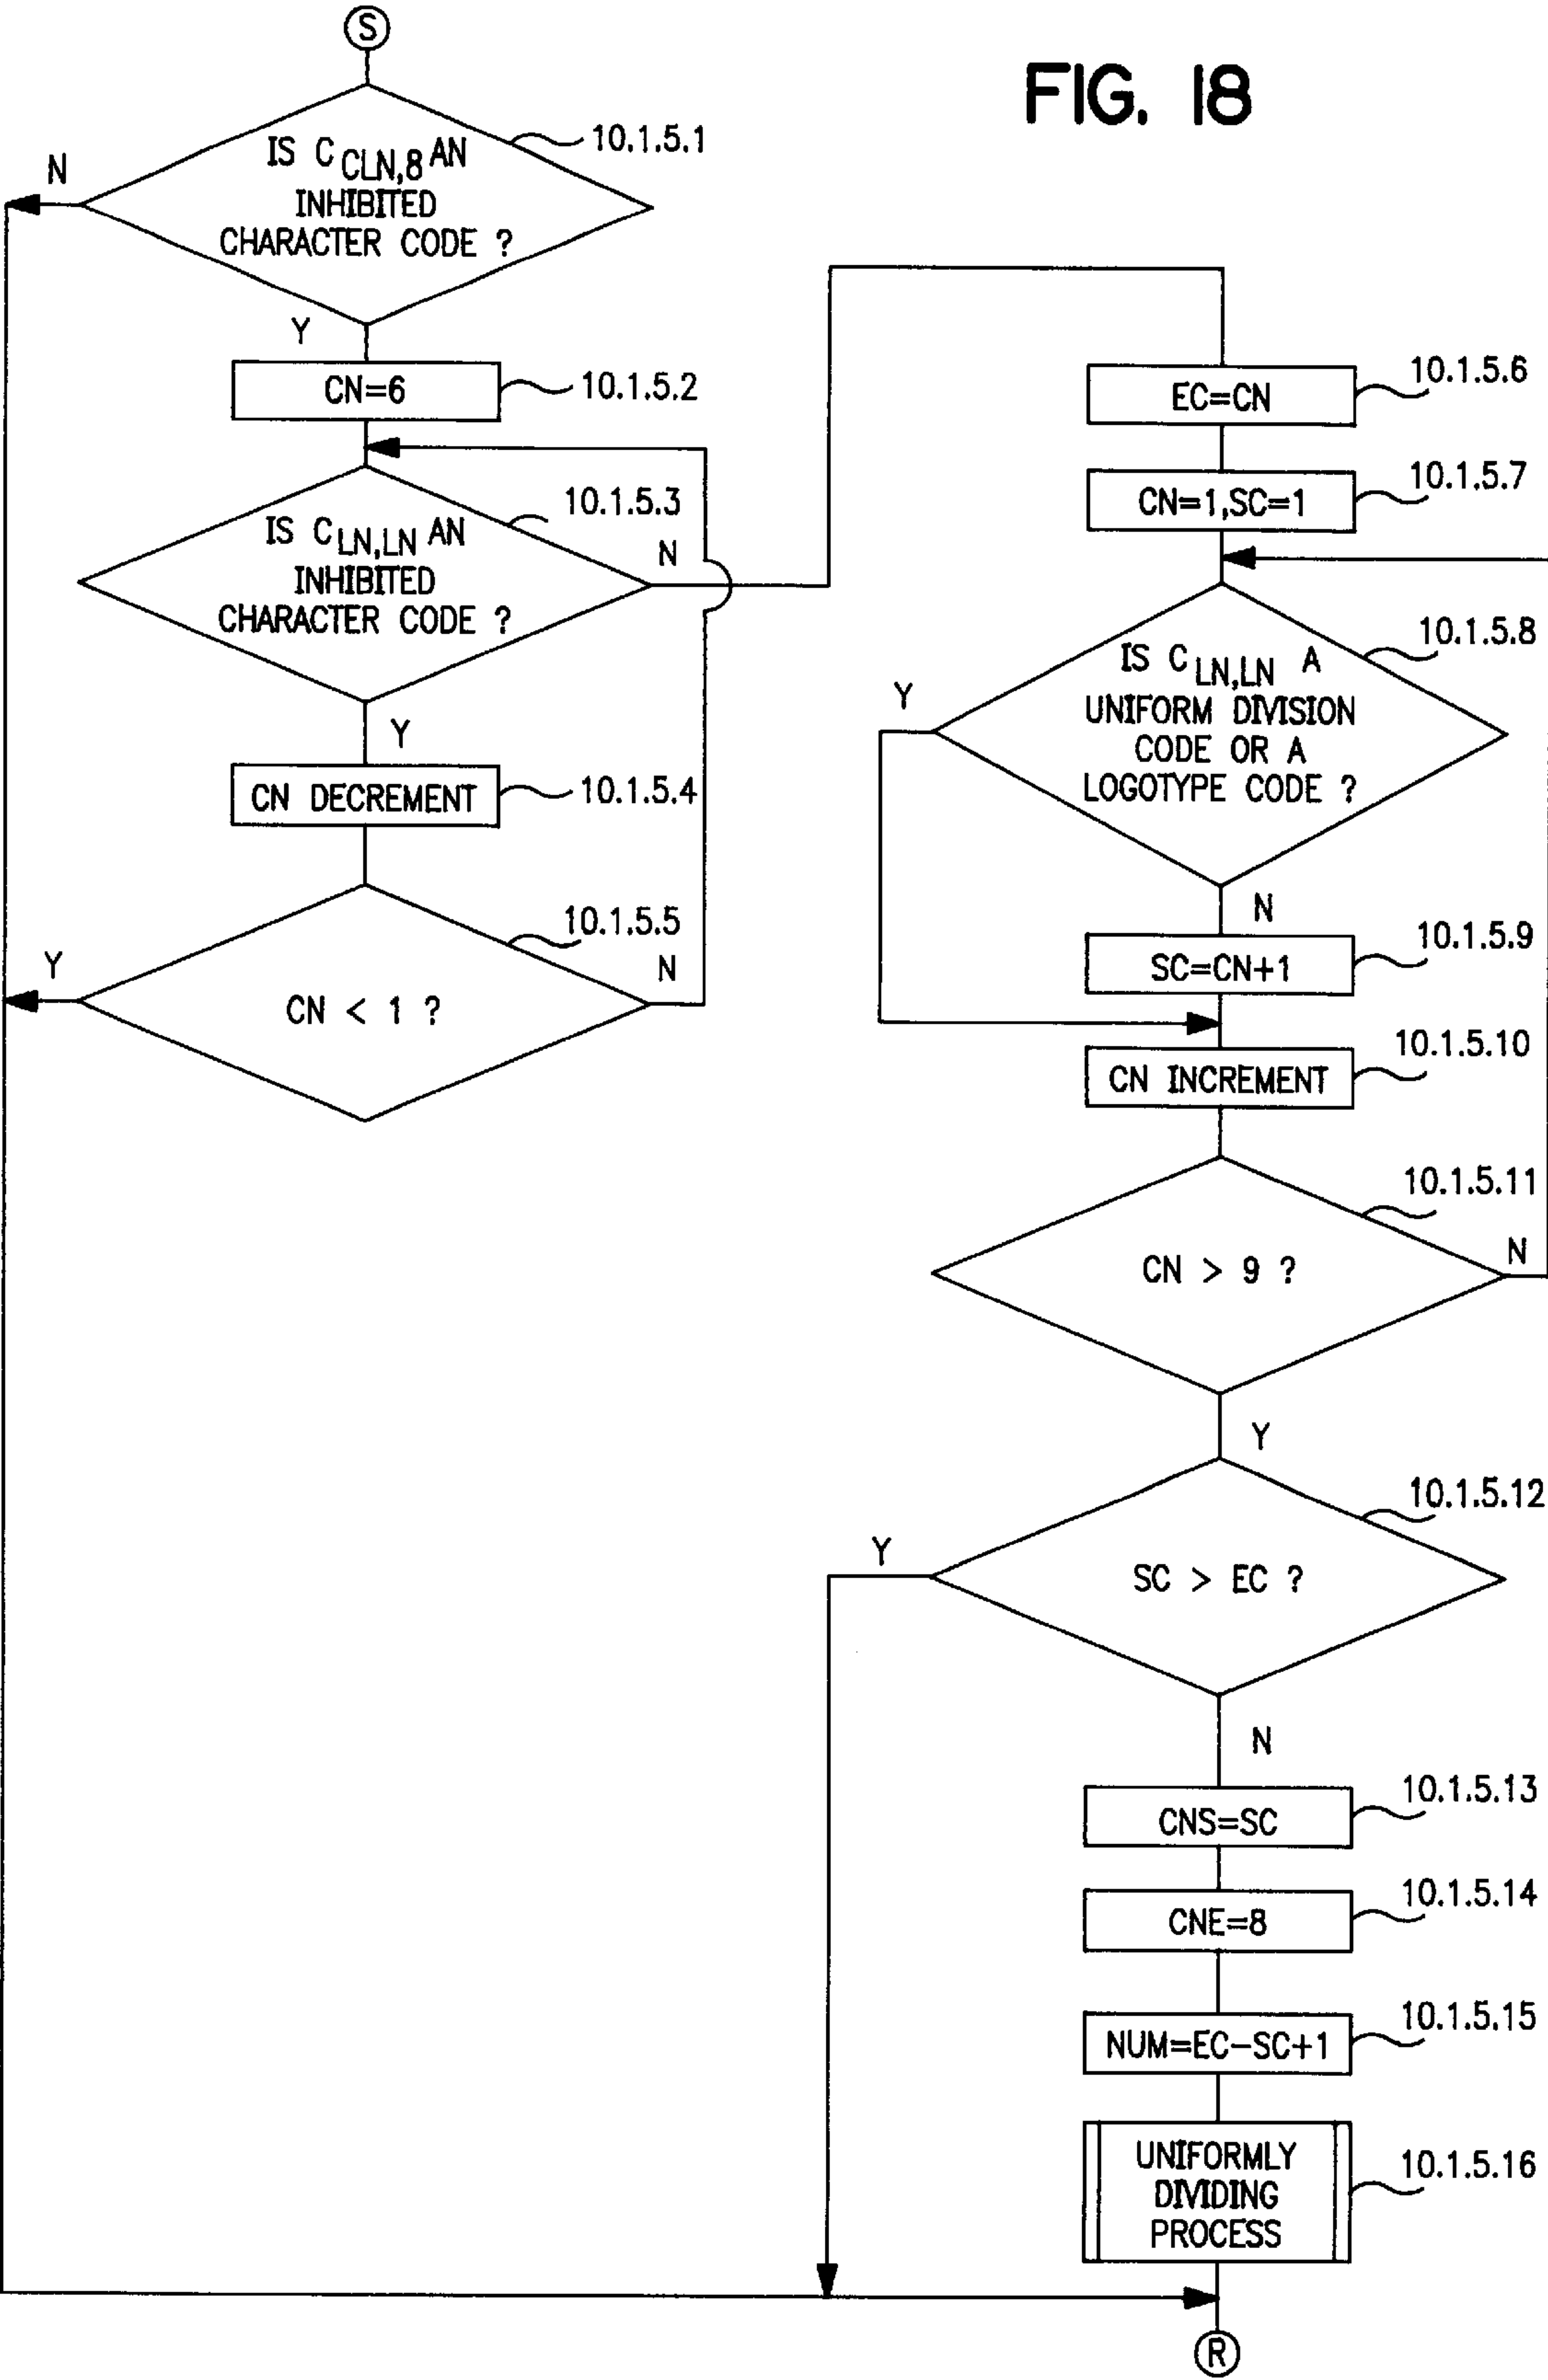 FIG. 18
S
IS C CLN,8 AN
INHIBITED
CHARACTER CODE ?
10.1.5.1
N
Y
CN=6
10.1.5.2
IS C LN,LN AN
INHIBITED
CHARACTER CODE ?
10.1.5.3
N
Y
CN DECREMENT
10.1.5.4
CN < 1 ?
10.1.5.5
Y
N
EC=CN
10.1.5.6
CN=1,SC=1
10.1.5.7
IS C LN,LN A
UNIFORM DIVISION
CODE OR A
LOGOTYPE CODE ?
10.1.5.8
Y
N
SC=CN+1
10.1.5.9
CN INCREMENT
10.1.5.10
CN > 9 ?
10.1.5.11
N
Y
SC > EC ?
10.1.5.12
Y
N
CNS=SC
10.1.5.13
CNE=8
10.1.5.14
NUM=EC-SC+1
10.1.5.15
UNIFORMLY
DIVIDING
PROCESS
10.1.5.16
R